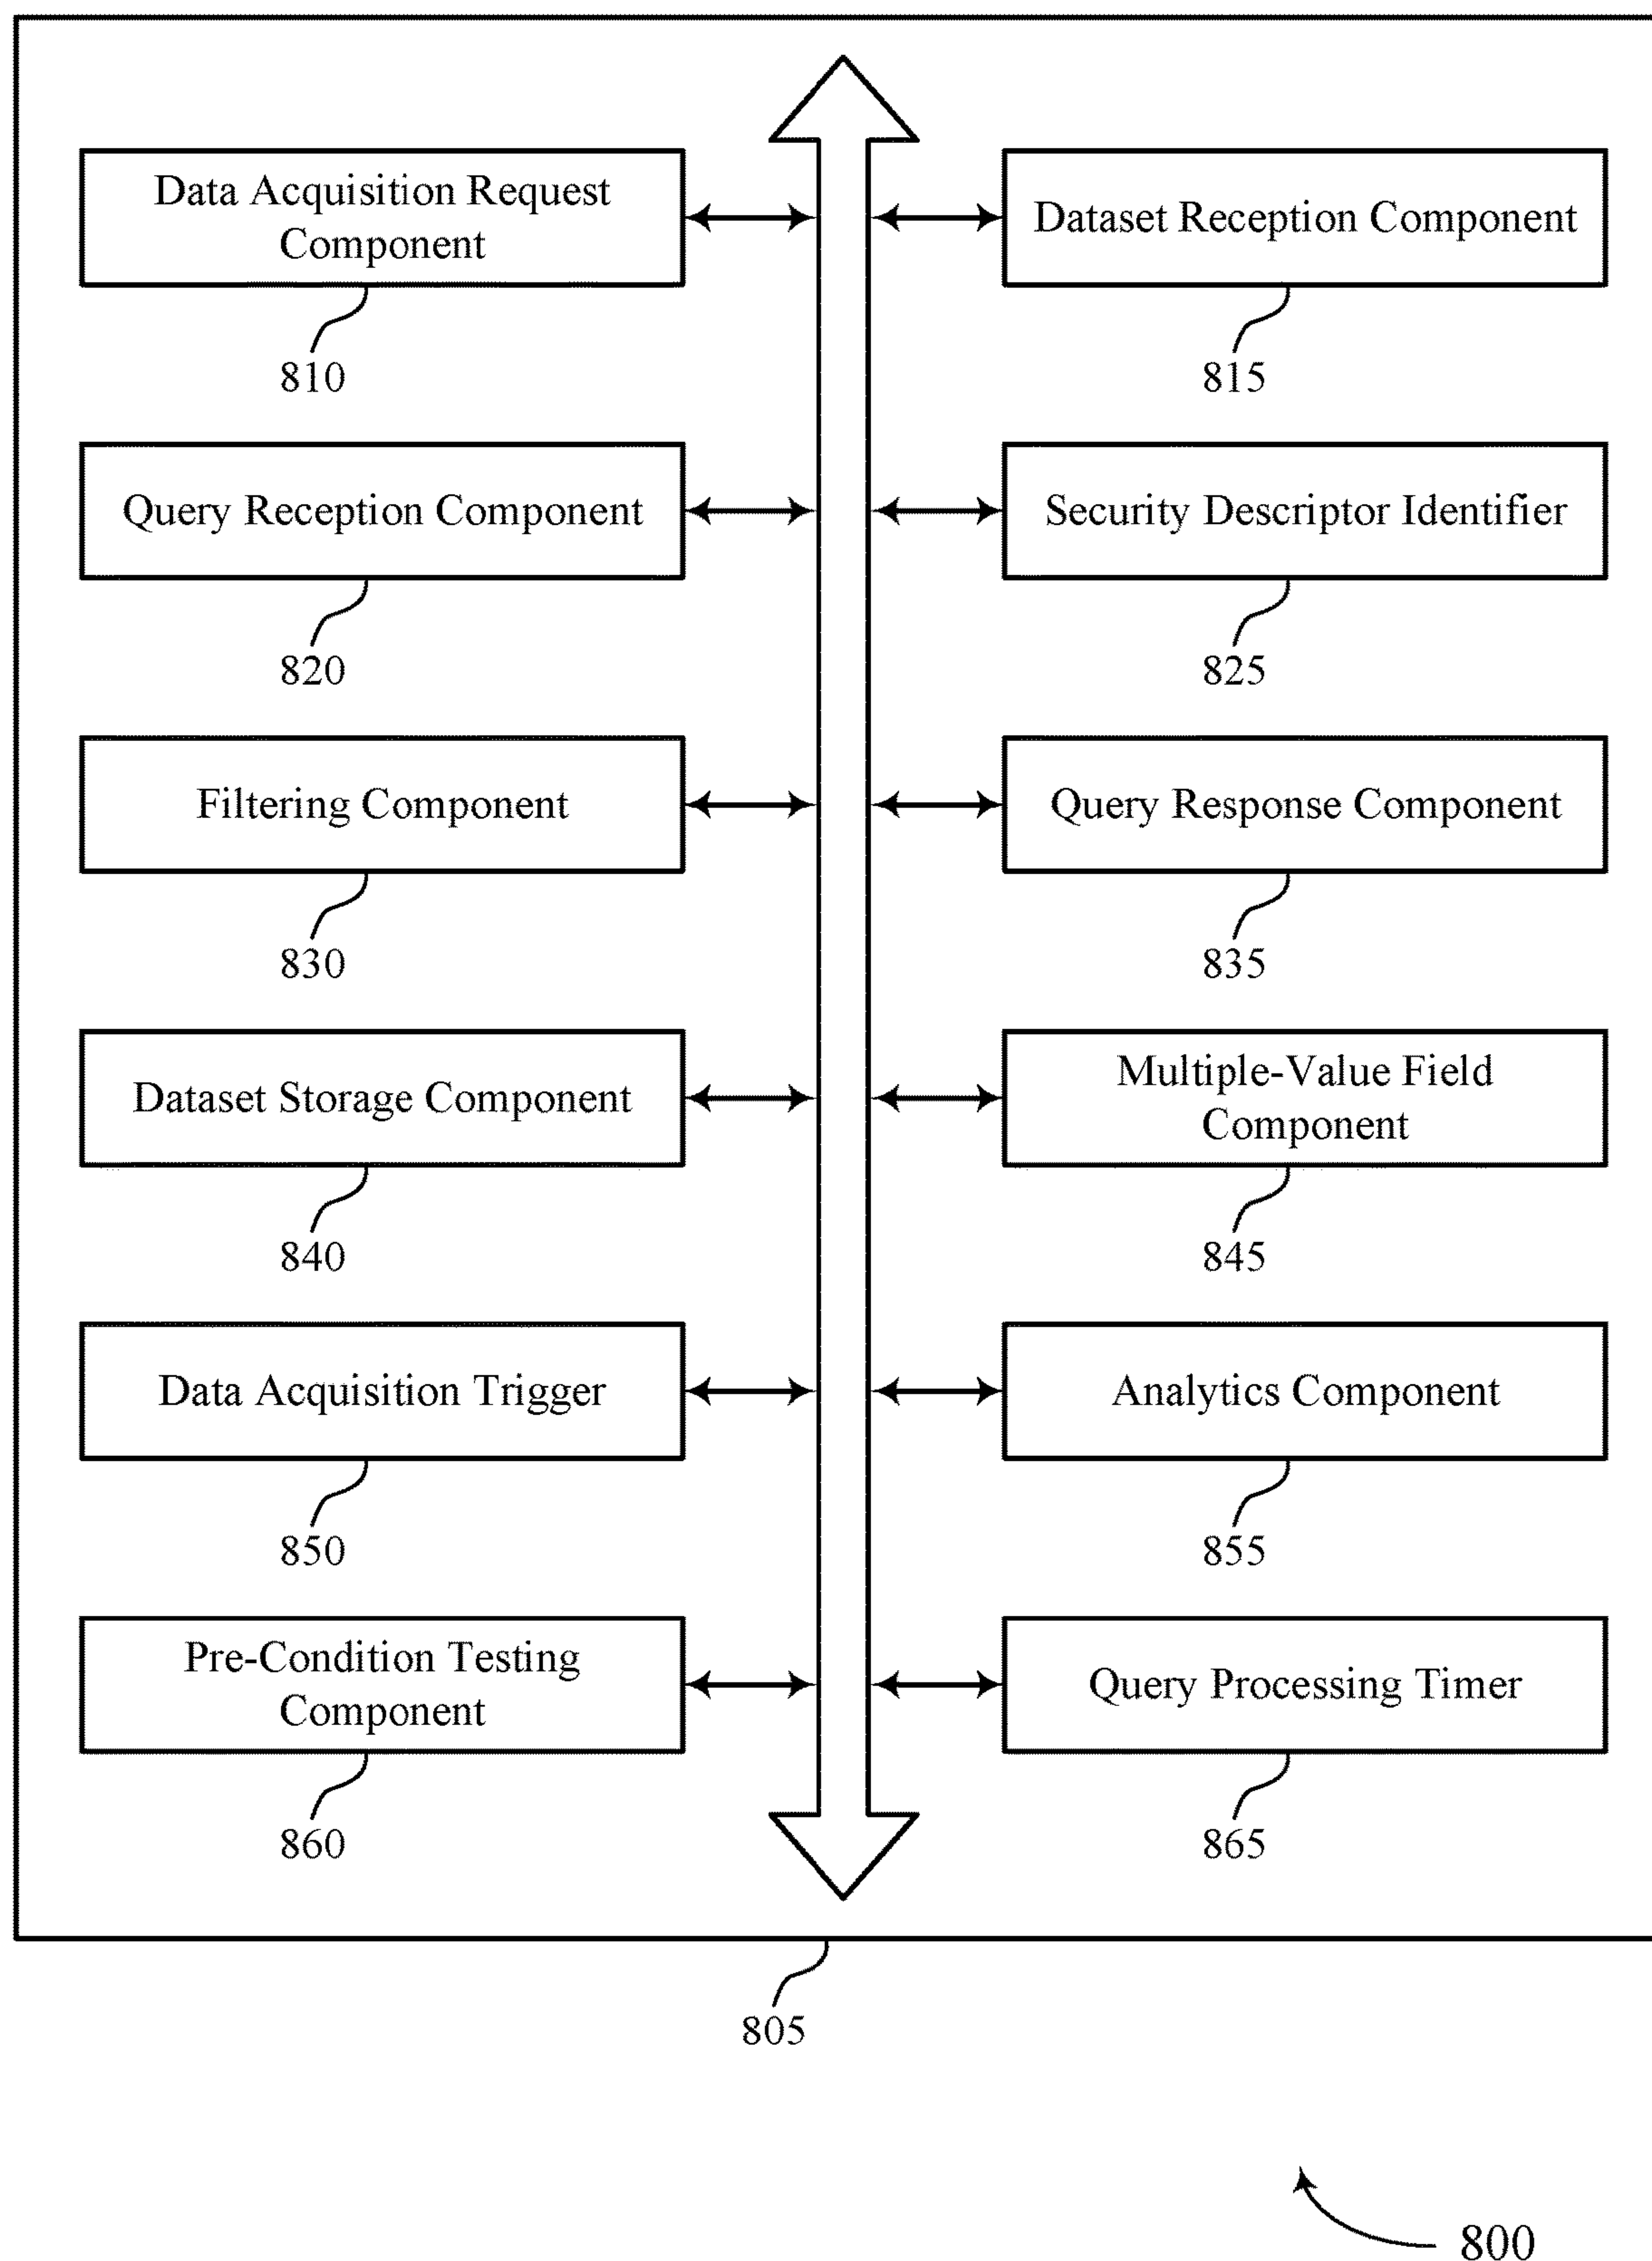 Data Acquisition Request
Component
810
Dataset Reception Component
815
Query Reception Component
820
Security Descriptor Identifier
825
Filtering Component
830
Query Response Component
835
Dataset Storage Component
840
Multiple-Value Field
Component
845
Data Acquisition Trigger
850
Analytics Component
855
Pre-Condition Testing
Component
860
Query Processing Timer
865
805
800